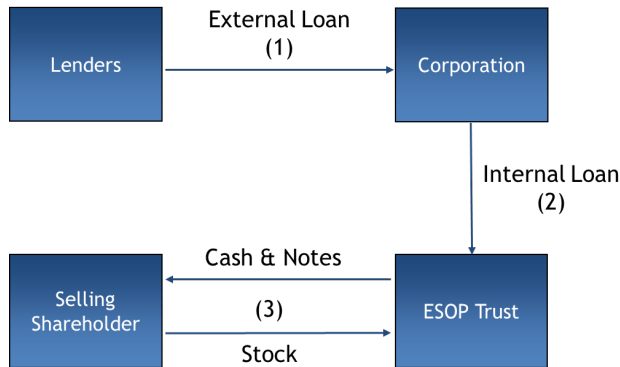 External Loan
(1)
Lenders
Corporation
Internal Loan
(2)
Cash & Notes
Selling
Shareholder
(3)
ESOP Trust
Stock